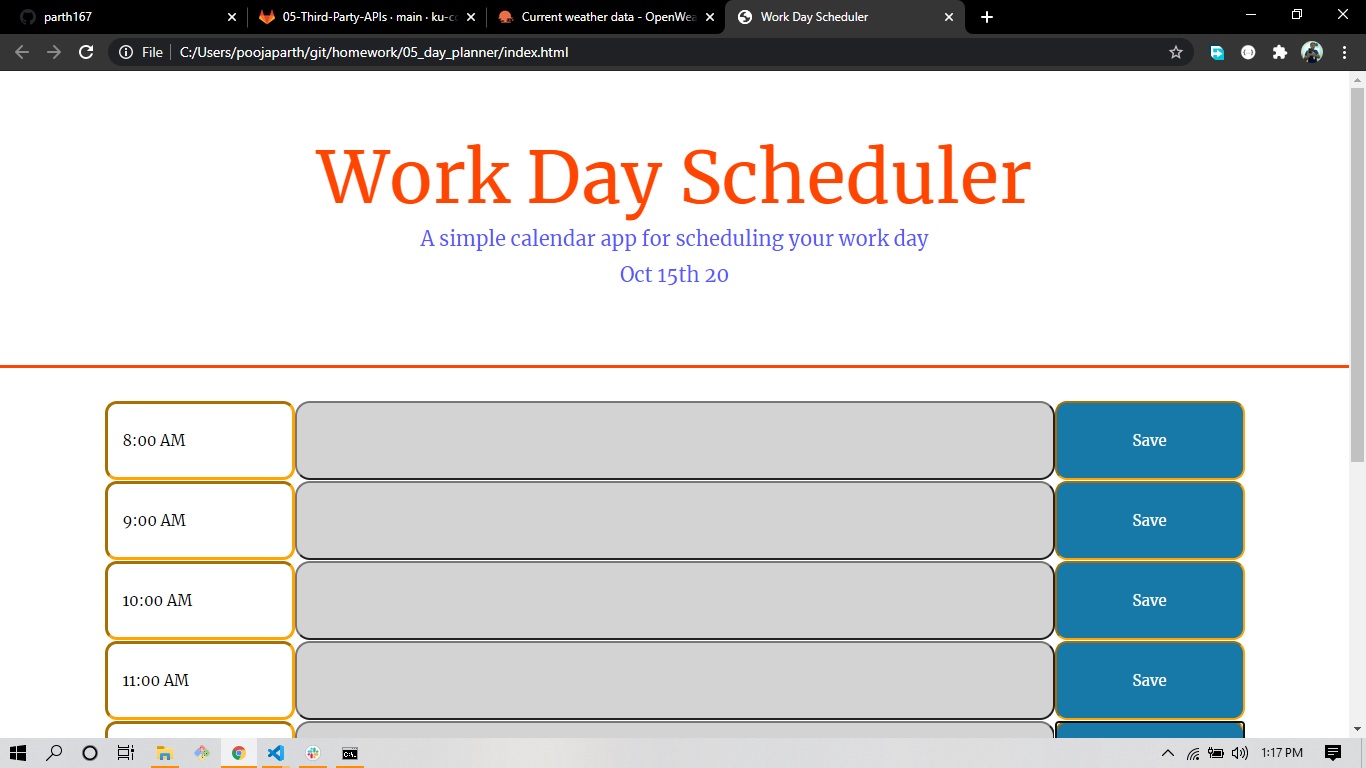 parth167
05-Third-Party-APIs · main · ku-co
Current weather data - OpenWea
Work Day Scheduler
File
C:/Users/poojaparth/git/homework/05_day_planner/index.html
Work Day Scheduler
A simple calendar app for scheduling your work day
Oct 15th 20
8:00 AM
Save
9:00 AM
Save
10:00 AM
Save
11:00 AM
Save
1:17 PM